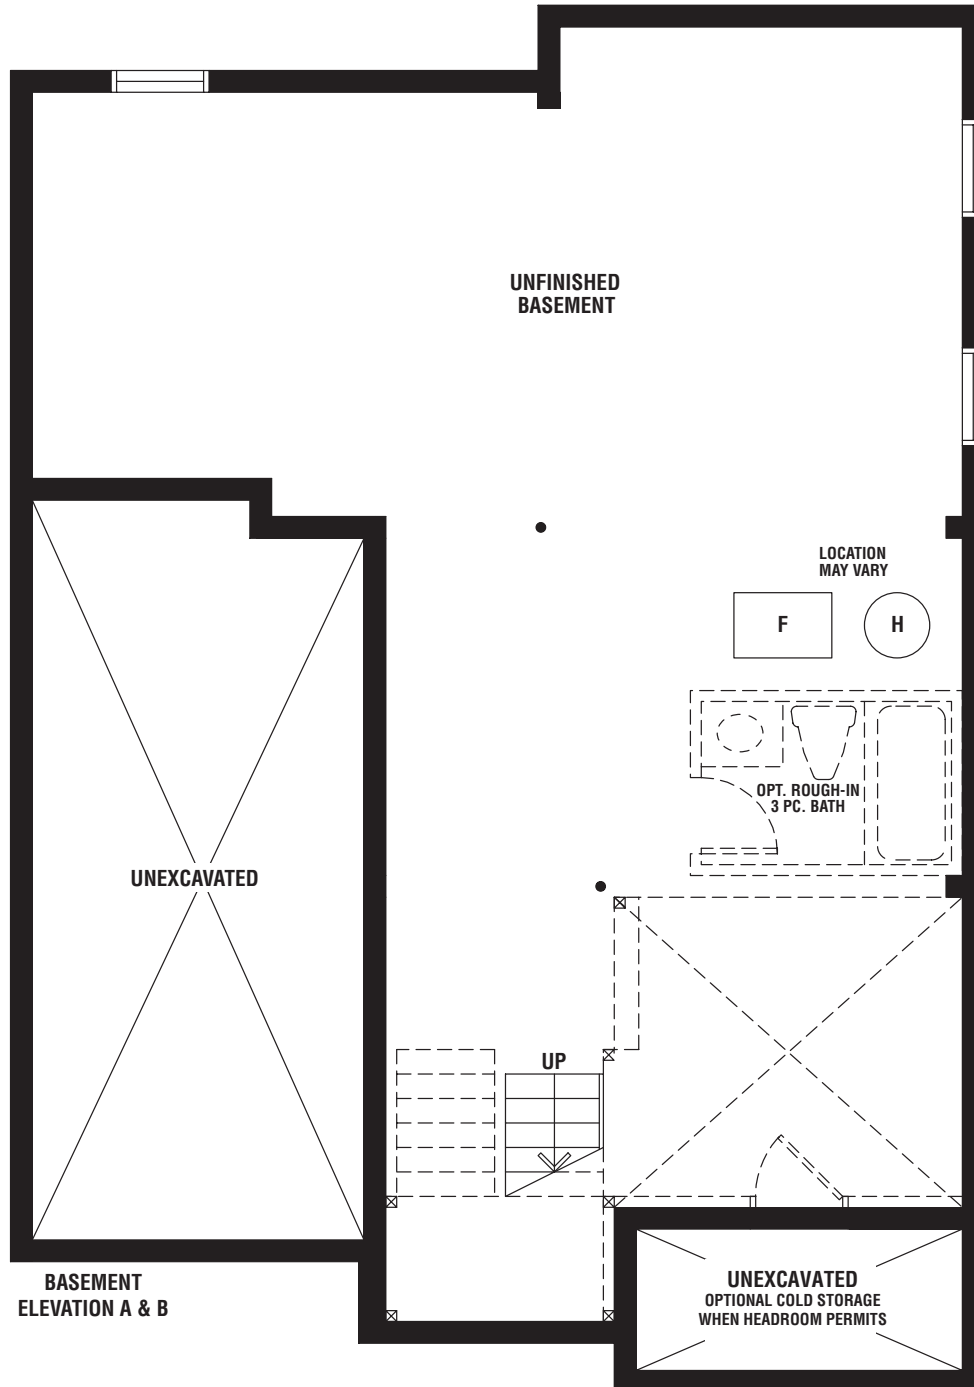 UNFINISHED
BASEMENT
LOCATION
MAY VARY
F
H
OPT. ROUGH-IN
3 PC. BATH
UNEXCAVATED
UP
BASEMENT
ELEVATION A & B
UNEXCAVATED
OPTIONAL COLD STORAGE
WHEN HEADROOM PERMITS